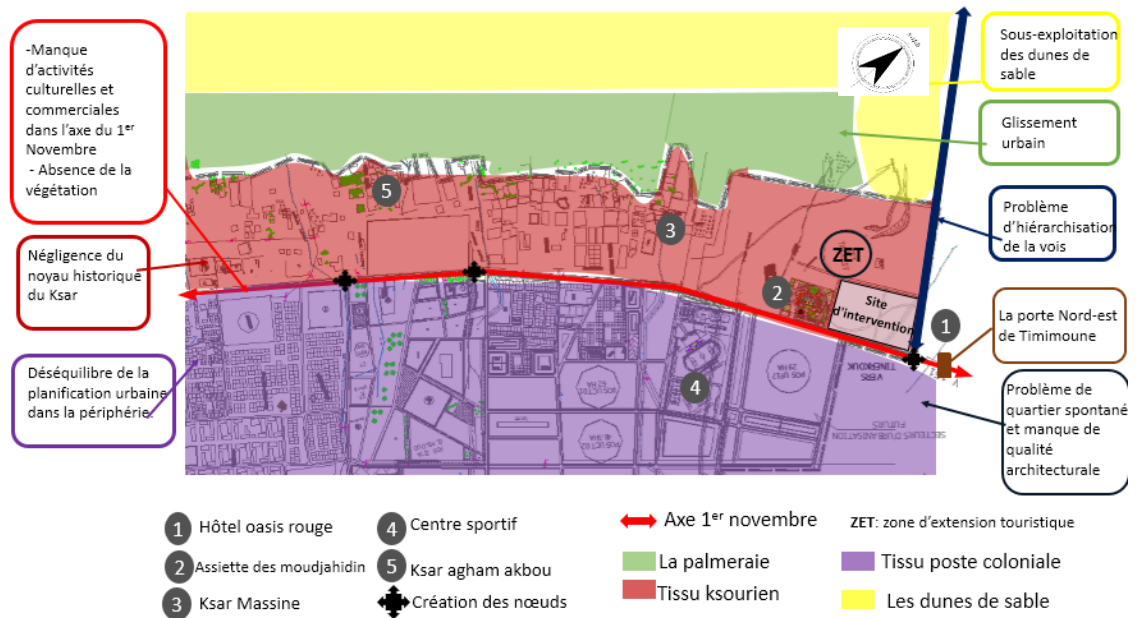 -Manque
d'activités
culturelles et
commerciales
dans l'axe du 1er
Novembre
- Absence de la
végétation
Négligence du
noyau historique
du Ksar
Déséquilibre de la
planification urbaine
dans la périphérie.
Sous-exploitation
des dunes de
sable
Glissement
urbain
Problème
d'hiérarchisation
de la vois
La porte Nord-est
de Timimoune
Problème de
quartier spontané
et manque de
qualité
architecturale
5
3
ZET
2
Site
d'intervention
1
4
VERS
TINERKOUK
SECTEURS D'URBANISATION
FUTURS
1 Hôtel oasis rouge
2 Assiette des moudjahidin
3 Ksar Massine
4 Centre sportif
5 Ksar agham akbou
Création des nœuds
Axe 1er novembre
La palmeraie
Tissu ksourien
ZET: zone d'extension touristique
Tissu poste coloniale
Les dunes de sable